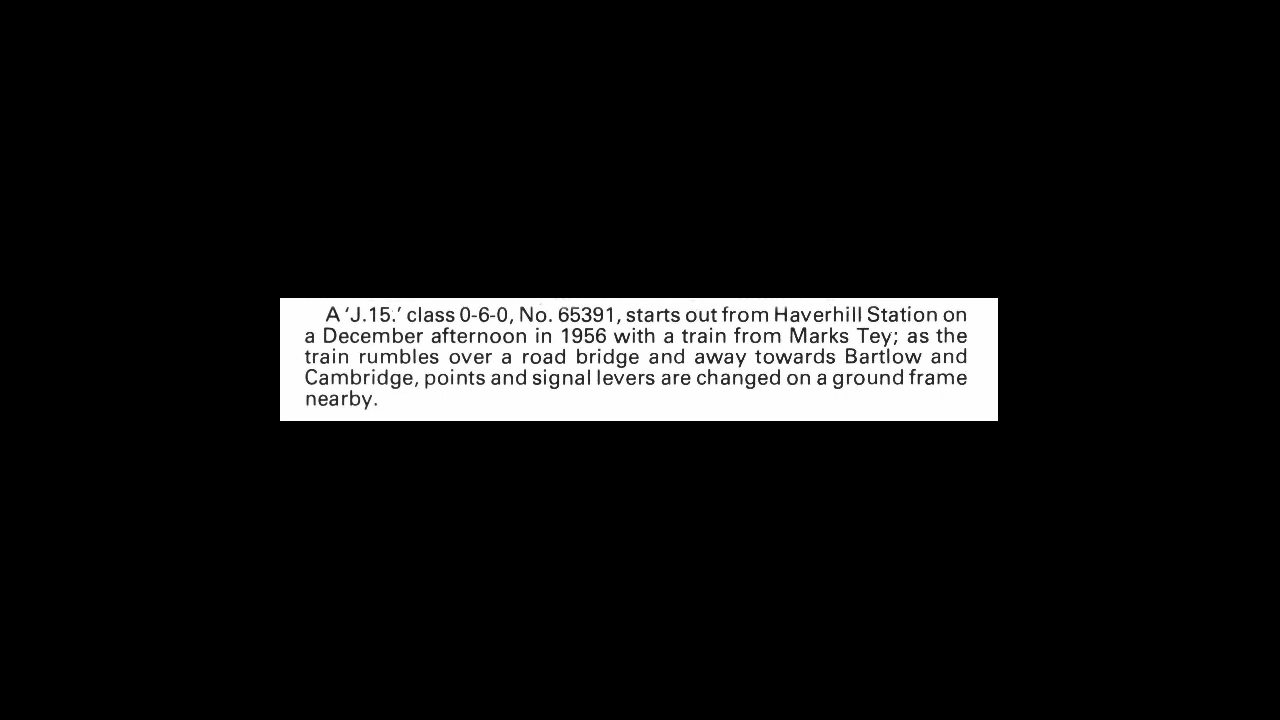 A ‘J.15.’ class 0-6-0, No. 65391, starts out from Haverhill Station on
a December afternoon in 1956 with a train from Marks Tey; as the
train rumbles over a road bridge and away towards Bartlow and
Cambridge, points and signal levers are changed on a ground frame
nearby.